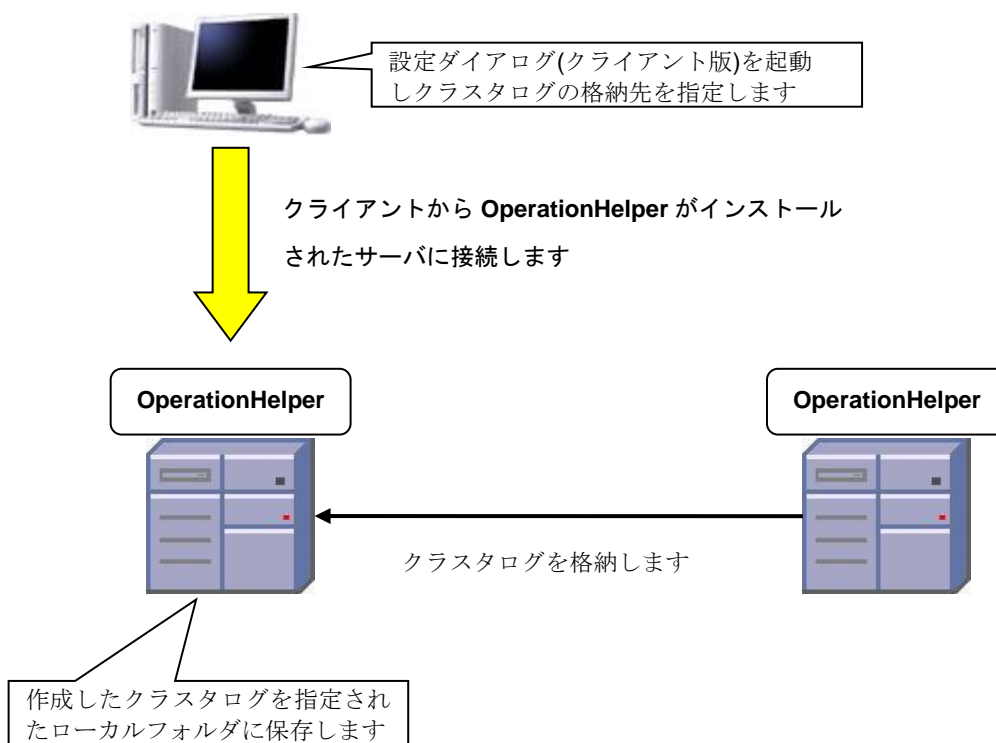 設定ダイアログ(クライアント版)を起動
しクラスタログの格納先を指定します
クライアントから OperationHelper がインストール
されたサーバに接続します
OperationHelper
OperationHelper
クラスタログを格納します
作成したクラスタログを指定され
たローカルフォルダに保存します